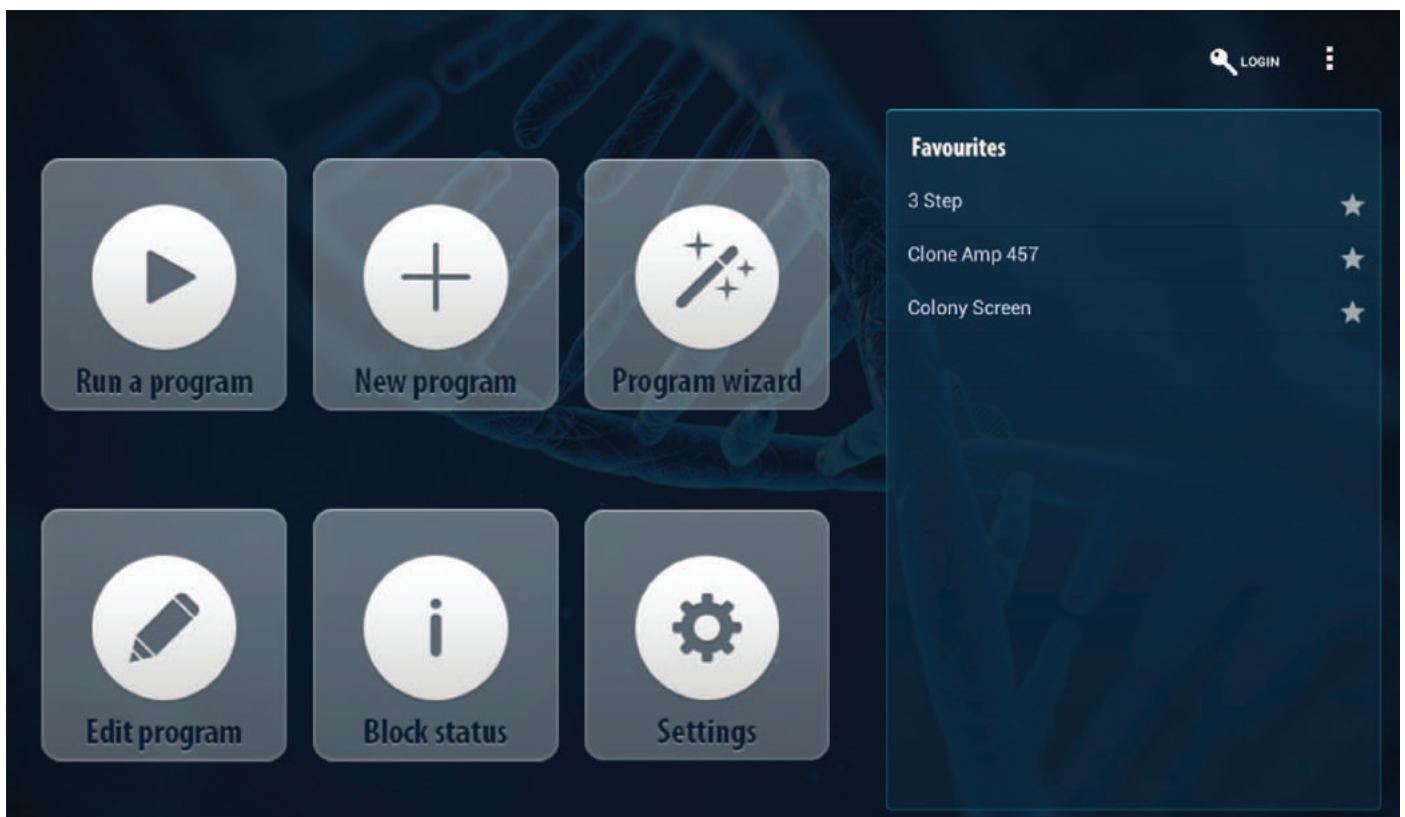 LOGIN
Favourites
3 Step
Clone Amp 457
Colony Screen
Run a program
New program
Program wizard
Edit program
Block status
Settings